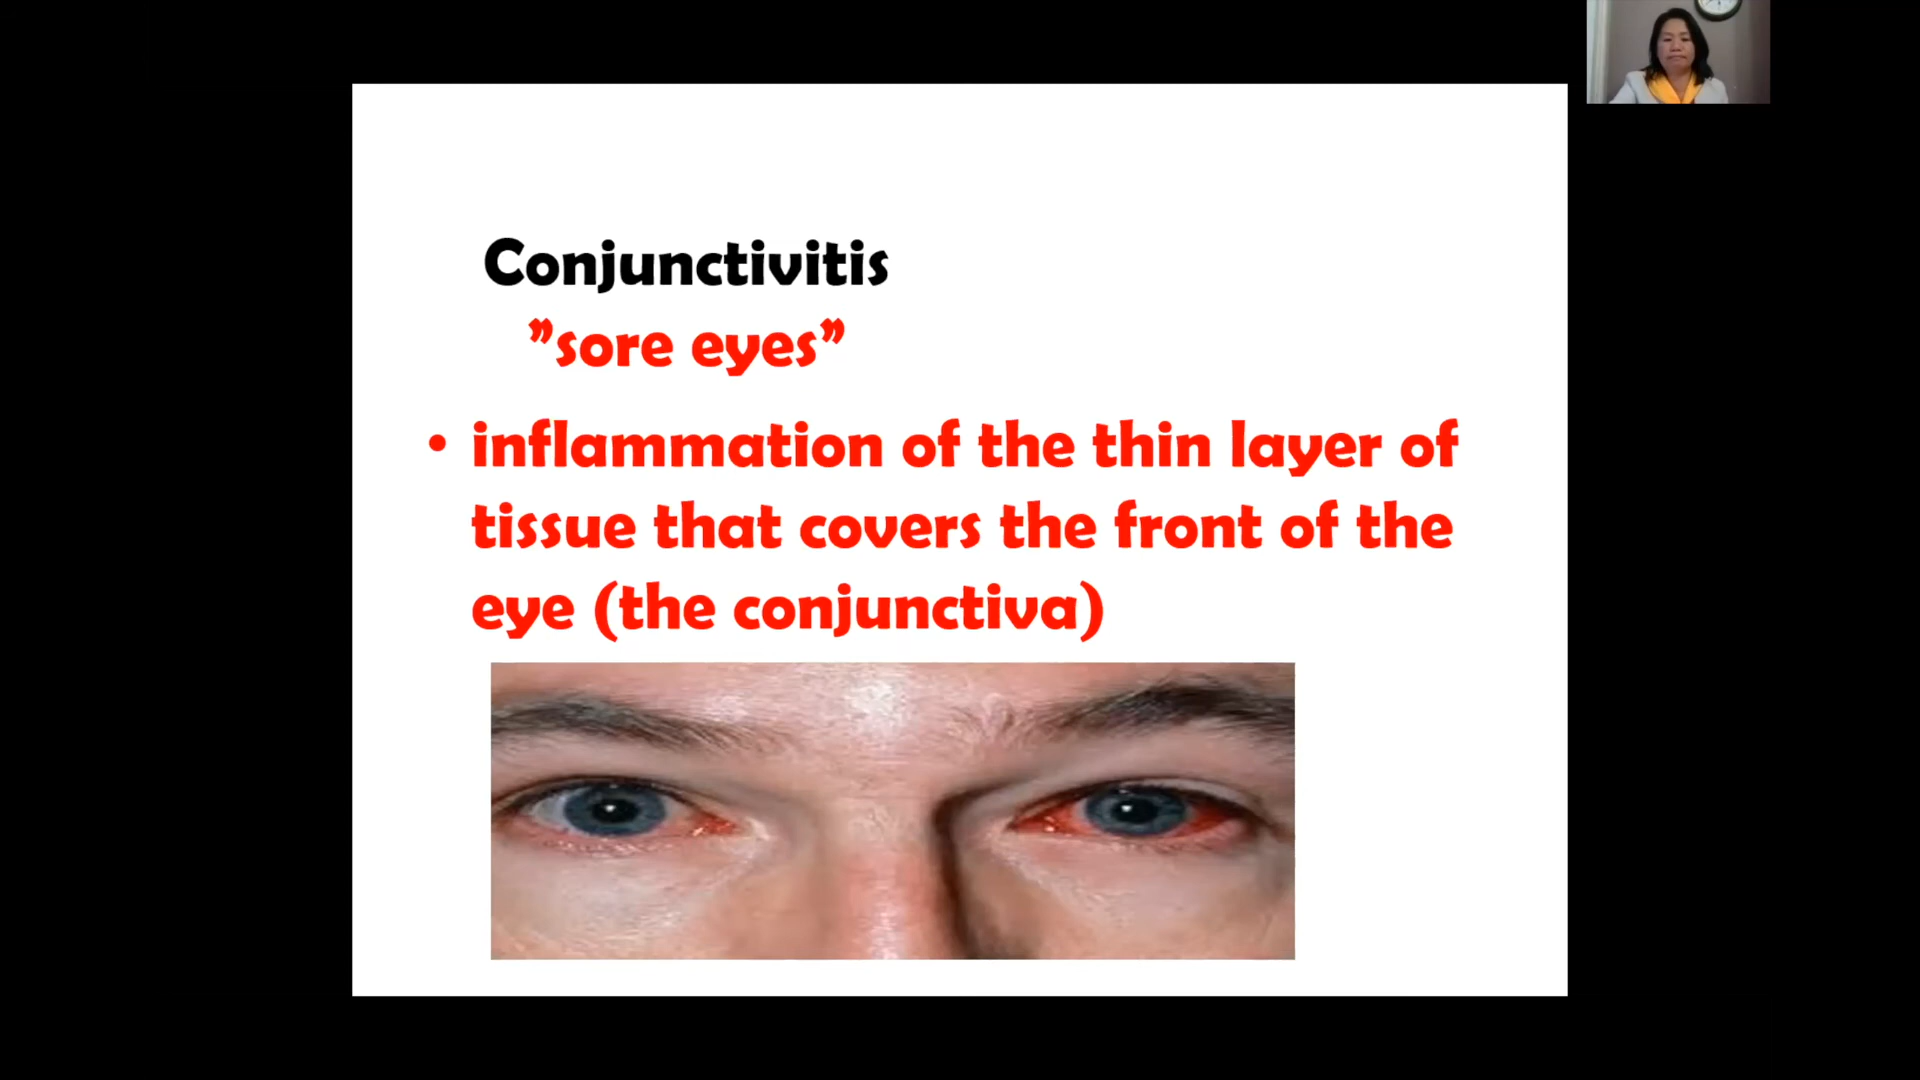 Conjunctivitis
”sore eyes”
• inflammation of the thin layer of
tissue that covers the front of the
eye (the conjunctiva)